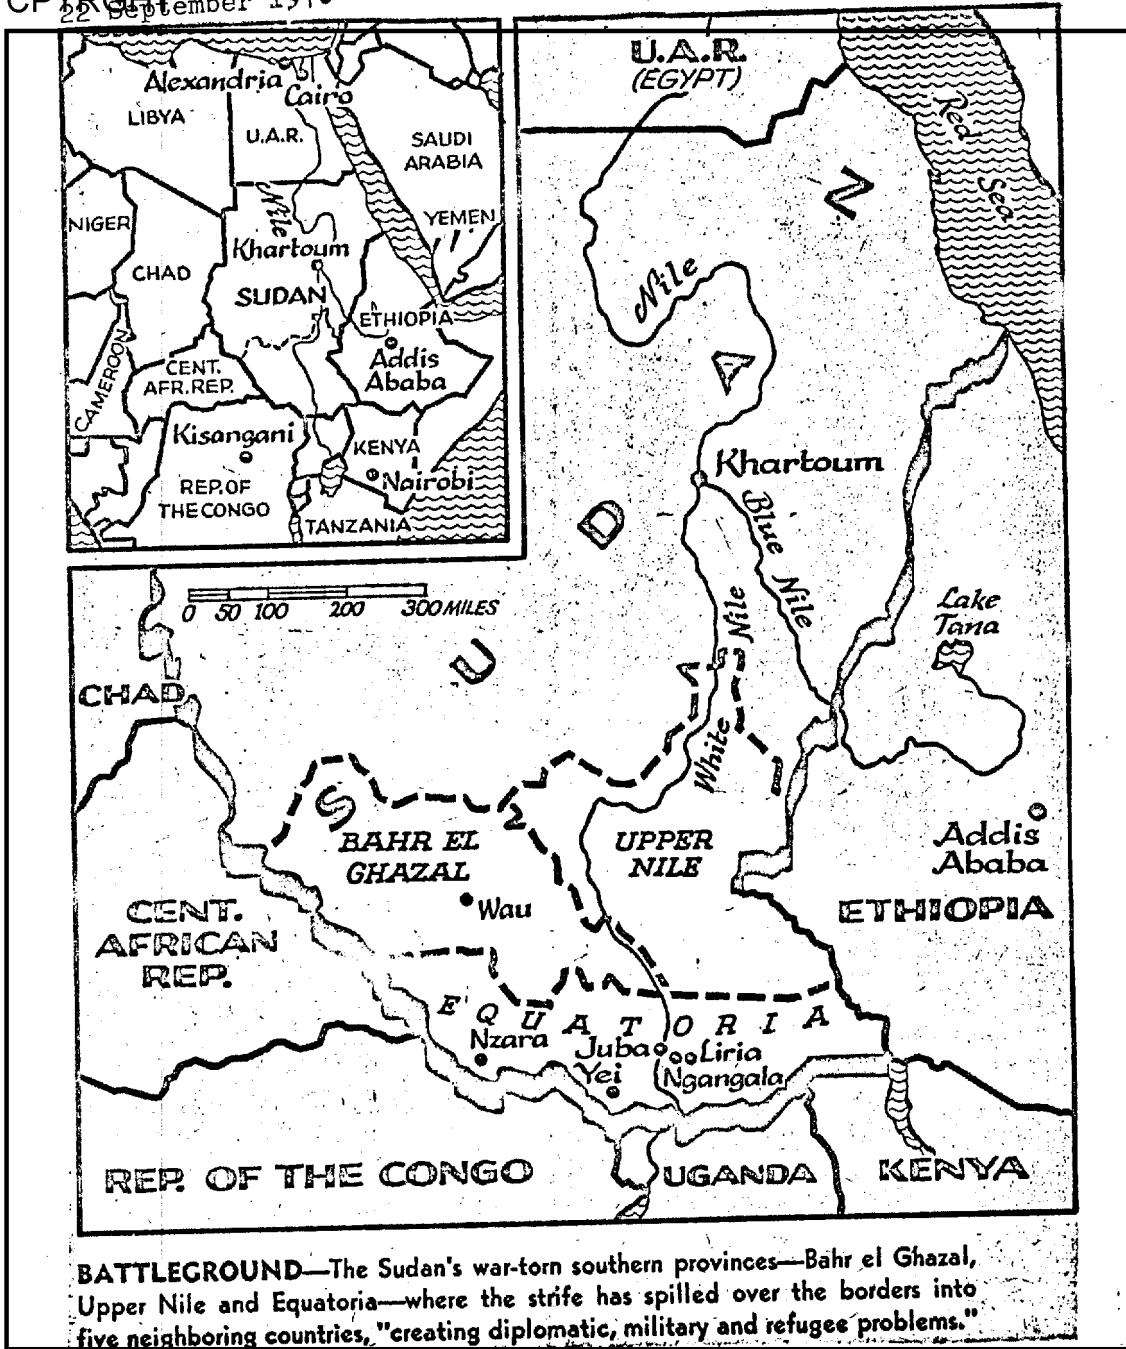 22 September
Alexandria
Cairo
LIBYA
U.A.R.
SAUDI
ARABIA
Nile
NIGER
YEMEN
Khartoum
CHAD
SUDAN
ETHIOPIA
Addis
Ababa
CENT.
AFR. REP.
CAMEROON
Kisangani
KENYA
Nairobi
REP. OF
THE CONGO
TANZANIA
U.A.R.
(EGYPT)
Red
Sea
Nile
S U D A N
Khartoum
Blue Nile
White Nile
Lake
Tana
0 50 100 200 300 MILES
CHAD
BAHR EL
GHAZAL
UPPER
NILE
Wau
Addis
Ababa
ETHIOPIA
CENT.
AFRICAN
REP.
EQUATORIA
Nzara
Juba
Liria
Yei
Ngangala
REP. OF THE CONGO
UGANDA
KENYA
BATTLEGROUND—The Sudan's war-torn southern provinces—Bahr el Ghazal,
Upper Nile and Equatoria—where the strife has spilled over the borders into
five neighboring countries, "creating diplomatic, military and refugee problems."